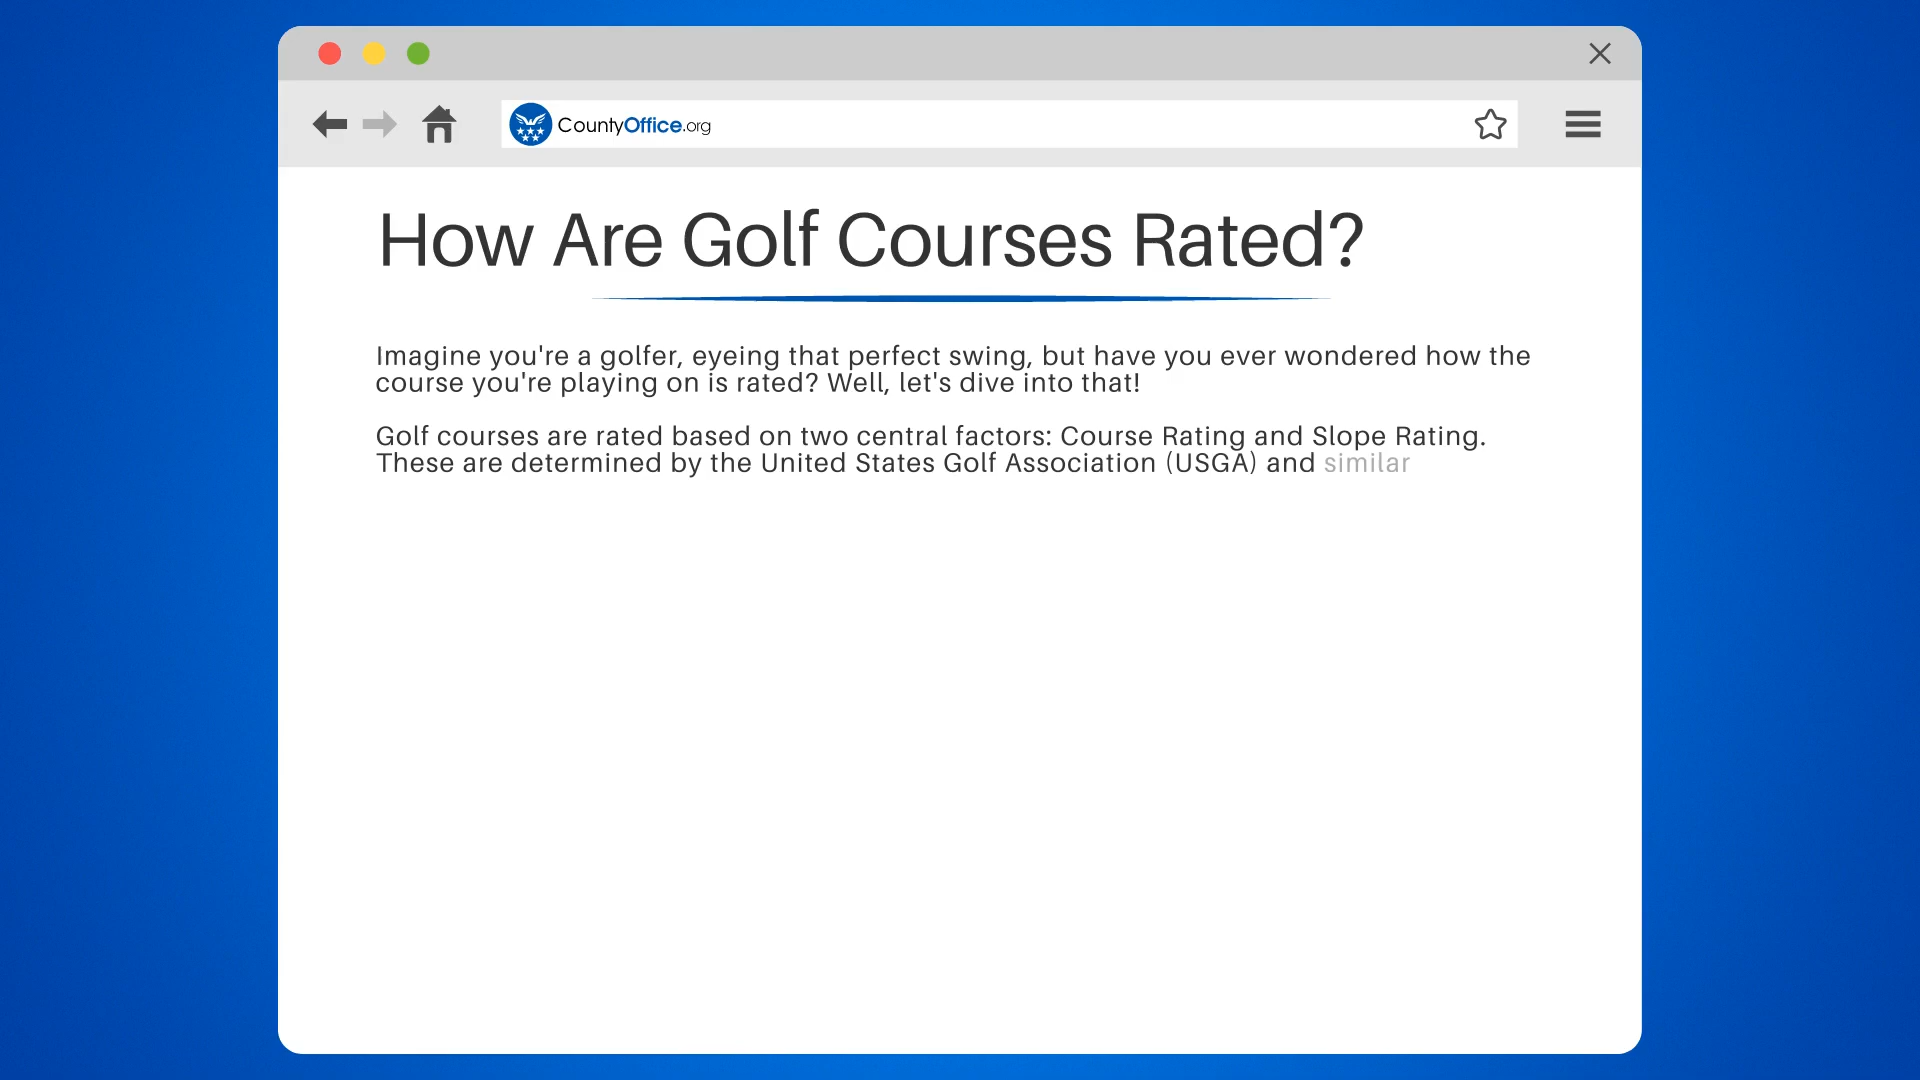 CountyOffice.org
How Are Golf Courses Rated?
Imagine you're a golfer, eyeing that perfect swing, but have you ever wondered how the
course you're playing on is rated? Well, let's dive into that!
Golf courses are rated based on two central factors: Course Rating and Slope Rating.
These are determined by the United States Golf Association (USGA) and similar